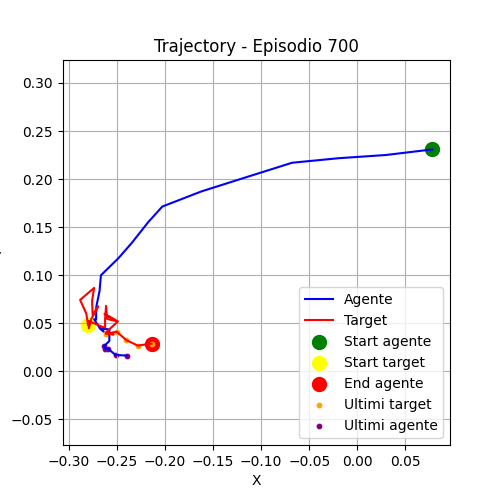 Trajectory - Episodio 700
0.30
0.25
0.20
0.15
0.10
0.05
0.00
−0.05
−0.30 −0.25 −0.20 −0.15 −0.10 −0.05 0.00 0.05
X
Agente
Target
Start agente
Start target
End agente
Ultimi target
Ultimi agente